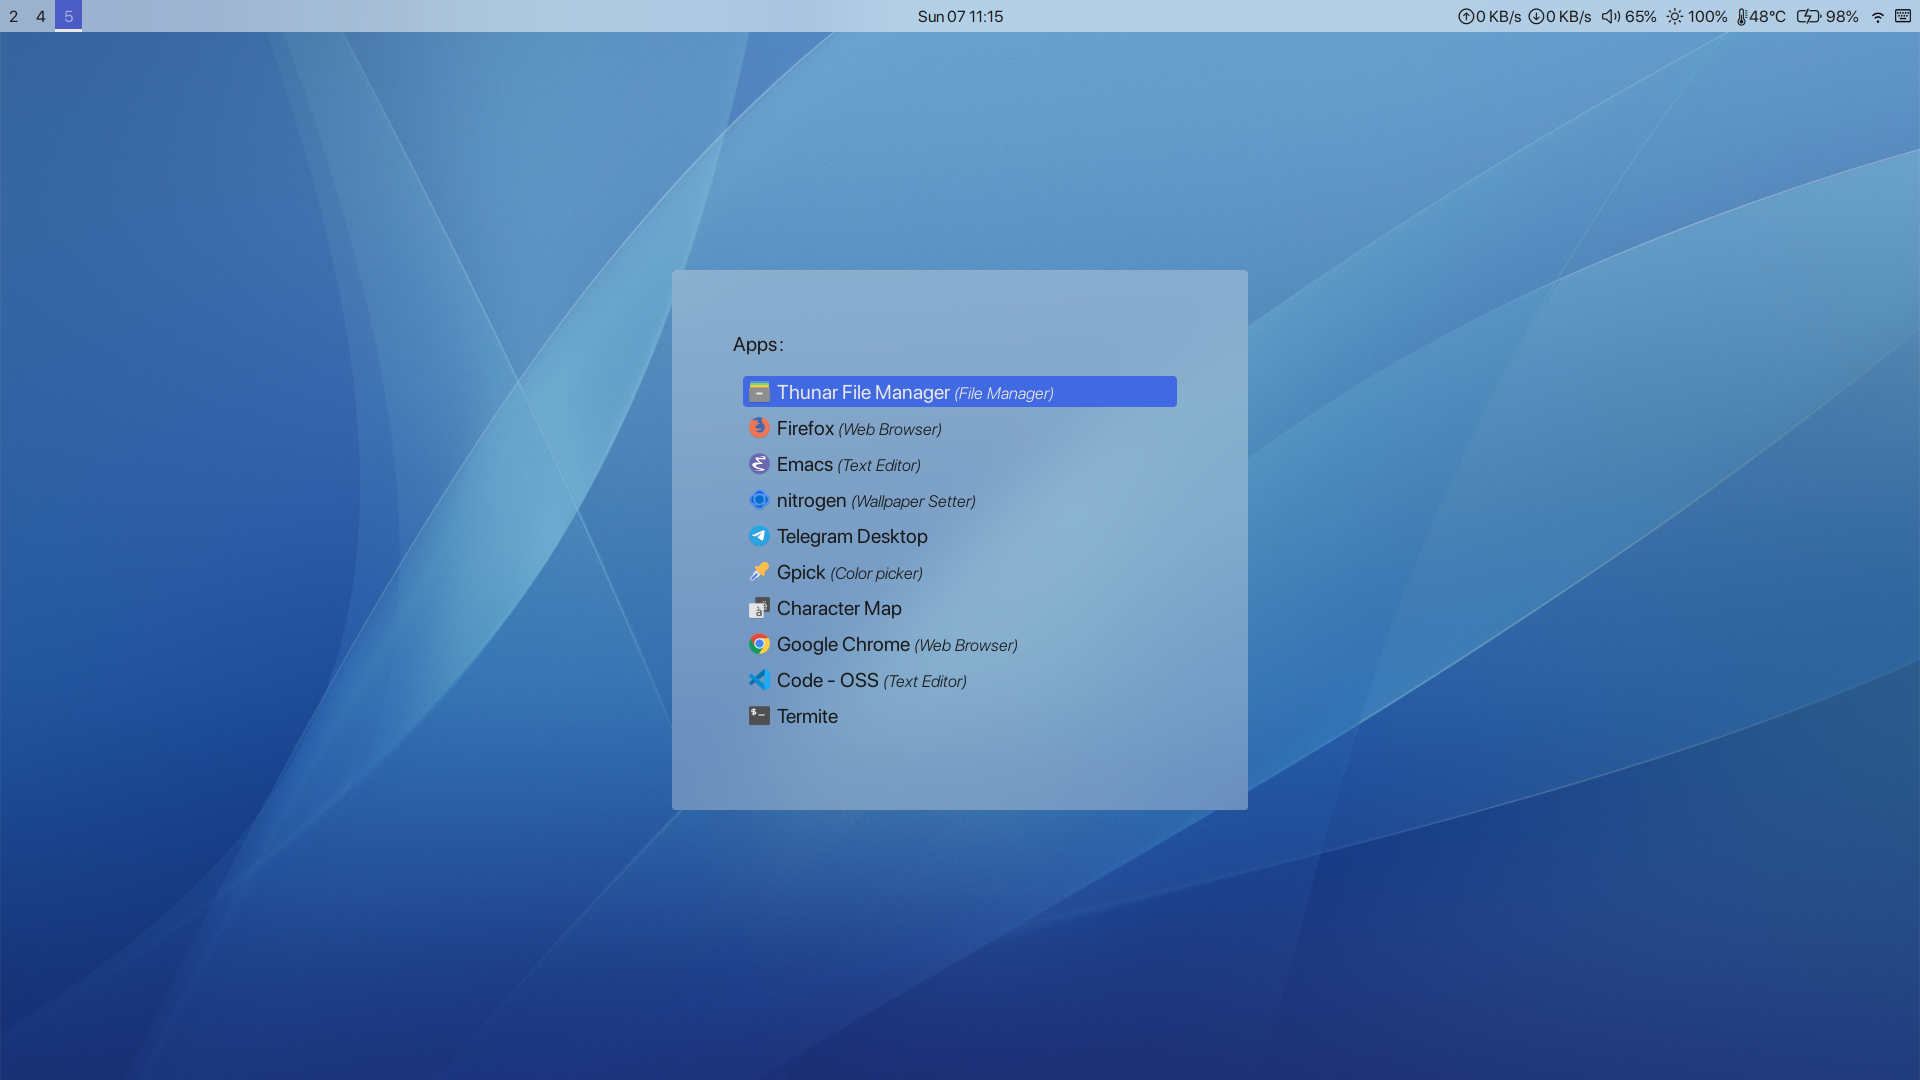 2 4 5 Sun 07 11:15 0 KB/s 0 KB/s 65% 100% 48°C 98%
Apps:
Thunar File Manager (File Manager)
Firefox (Web Browser)
Emacs (Text Editor)
nitrogen (Wallpaper Setter)
Telegram Desktop
Gpick (Color picker)
Character Map
Google Chrome (Web Browser)
Code - OSS (Text Editor)
Termite